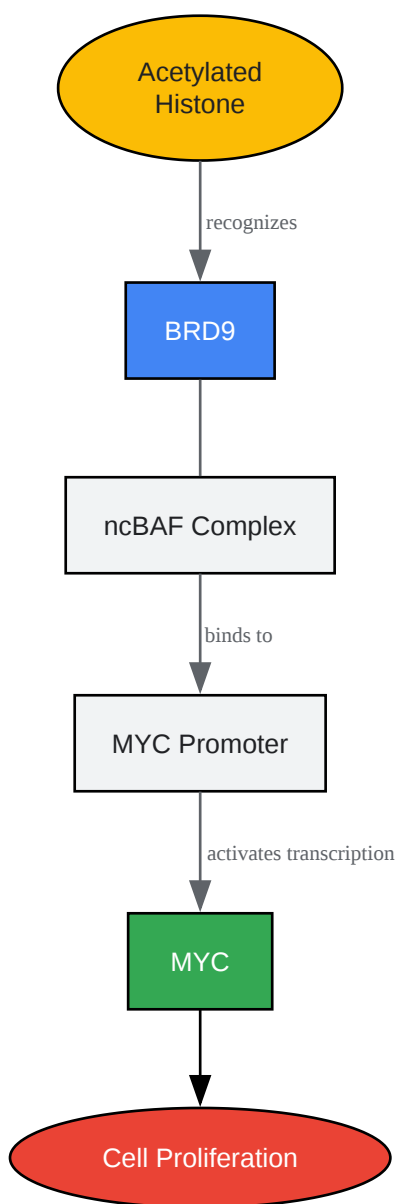 Acetylated
Histone
recognizes
BRD9
ncBAF Complex
binds to
MYC Promoter
activates transcription
MYC
Cell Proliferation